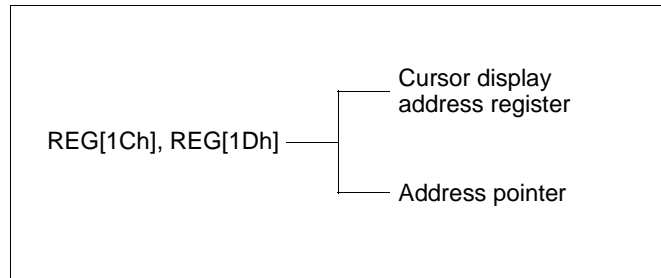 Cursor display
address register
REG[1Ch], REG[1Dh]
Address pointer